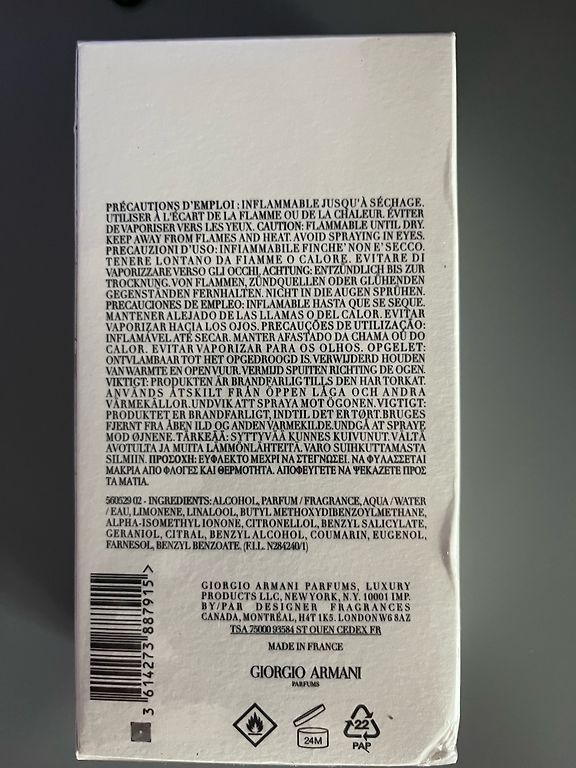 PRÉCAUTIONS D'EMPLOI : INFLAMMABLE JUSQU'À SÉCHAGE.
UTILISER À L'ÉCART DE LA FLAMME OU DE LA CHALEUR. ÉVITER
DE VAPORISER VERS LES YEUX. CAUTION: FLAMMABLE UNTIL DRY.
KEEP AWAY FROM FLAMES AND HEAT. AVOID SPRAYING IN EYES.
PRECAUZIONI D'USO: INFIAMMABILE FINCHE' NON E' SECCO.
TENERE LONTANO DA FIAMME O CALORE. EVITARE DI
VAPORIZZARE VERSO GLI OCCHI. ACHTUNG: ENTZÜNDLICH BIS ZUR
TROCKNUNG. VON FLAMMEN, ZÜNDQUELLEN ODER GLÜHENDEN
GEGENSTÄNDEN FERNHALTEN. NICHT IN DIE AUGEN SPRÜHEN.
PRECAUCIONES DE EMPLEO: INFLAMABLE HASTA QUE SE SEQUE.
MANTENER ALEJADO DE LAS LLAMAS O DEL CALOR. EVITAR
VAPORIZAR HACIA LOS OJOS. PRECAUÇÕES DE UTILIZAÇÃO:
INFLAMÁVEL ATÉ SECAR. MANTER AFASTADO DA CHAMA OU DO
CALOR. EVITAR VAPORIZAR PARA OS OLHOS. OPGELET:
ONTVLAMBAAR TOT HET OPGEDROOGD IS. VERWIJDERD HOUDEN
VAN WARMTE EN OPEN VUUR. VERMIJD SPUITEN RICHTING DE OGEN.
VIKTIGT: PRODUKTEN ÄR BRANDFARLIG TILLS DEN HAR TORKAT.
ANVÄNDS ÅTSKILT FRÅN ÖPPEN LÅGA OCH ANDRA
VÄRMEKÄLLOR. UNDVIK ATT SPRAYA MOT ÖGONEN. VIGTIGT:
PRODUKTET ER BRANDFARLIGT, INDTIL DET ER TØRT. BRUGES
FJERNT FRA ÅBEN ILD OG ANDEN VARMEKILDE. UNDGÅ AT SPRAYE
MOD ØJNENE. TÄRKEÄÄ: SYTTYVÄÄ KUNNES KUIVUNUT. VÄLTÄ
AVOTULTA JA MUITA LÄMMÖNLÄHTEITÄ. VARO SUIHKUTTAMASTA
SILMIIN. ΠΡΟΣΟΧΗ: ΕΥΦΛΕΚΤΟ ΜΕΧΡΙ ΝΑ ΣΤΕΓΝΩΣΕΙ. ΝΑ ΦΥΛΑΣΣΕΤΑΙ
ΜΑΚΡΙΑ ΑΠΟ ΦΛΟΓΕΣ ΚΑΙ ΘΕΡΜΟΤΗΤΑ. ΑΠΟΦΕΥΓΕΤΕ ΝΑ ΨΕΚΑΖΕΤΕ ΠΡΟΣ
ΤΑ ΜΑΤΙΑ.
560529 02 - INGREDIENTS: ALCOHOL, PARFUM / FRAGRANCE, AQUA / WATER
/ EAU, LIMONENE, LINALOOL, BUTYL METHOXYDIBENZOYLMETHANE,
ALPHA-ISOMETHYL IONONE, CITRONELLOL, BENZYL SALICYLATE,
GERANIOL, CITRAL, BENZYL ALCOHOL, COUMARIN, EUGENOL,
FARNESOL, BENZYL BENZOATE. (F.I.L. N284240/1)
GIORGIO ARMANI PARFUMS, LUXURY
PRODUCTS LLC, NEW YORK, N.Y. 10001 IMP.
BY/PAR DESIGNER FRAGRANCES
CANADA, MONTRÉAL, H4T 1K5. LONDON W6 8AZ
TSA 75000 93584 ST OUEN CEDEX FR
MADE IN FRANCE
GIORGIO ARMANI
PARFUMS
3 614273 887915 >
24M
22
PAP